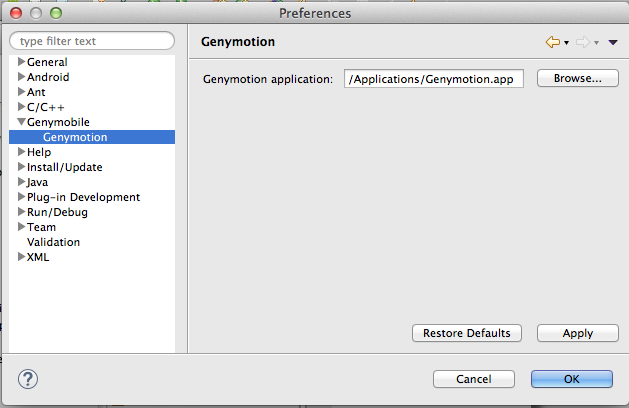 Preferences
type filter text
General
Android
Ant
C/C++
Genymobile
Genymotion
Help
Install/Update
Java
Plug-in Development
Run/Debug
Team
Validation
XML
Genymotion
Genymotion application: /Applications/Genymotion.app Browse...
Restore Defaults Apply
? Cancel OK